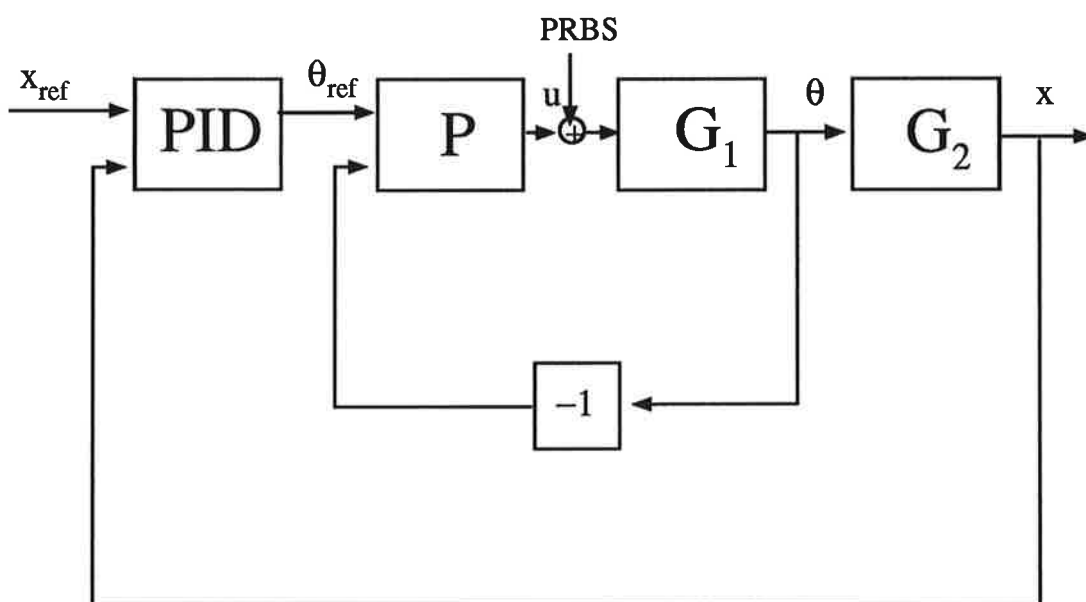 PRBS
x_ref
PID
θ_ref
P
u
+
G_1
θ
G_2
x
−1